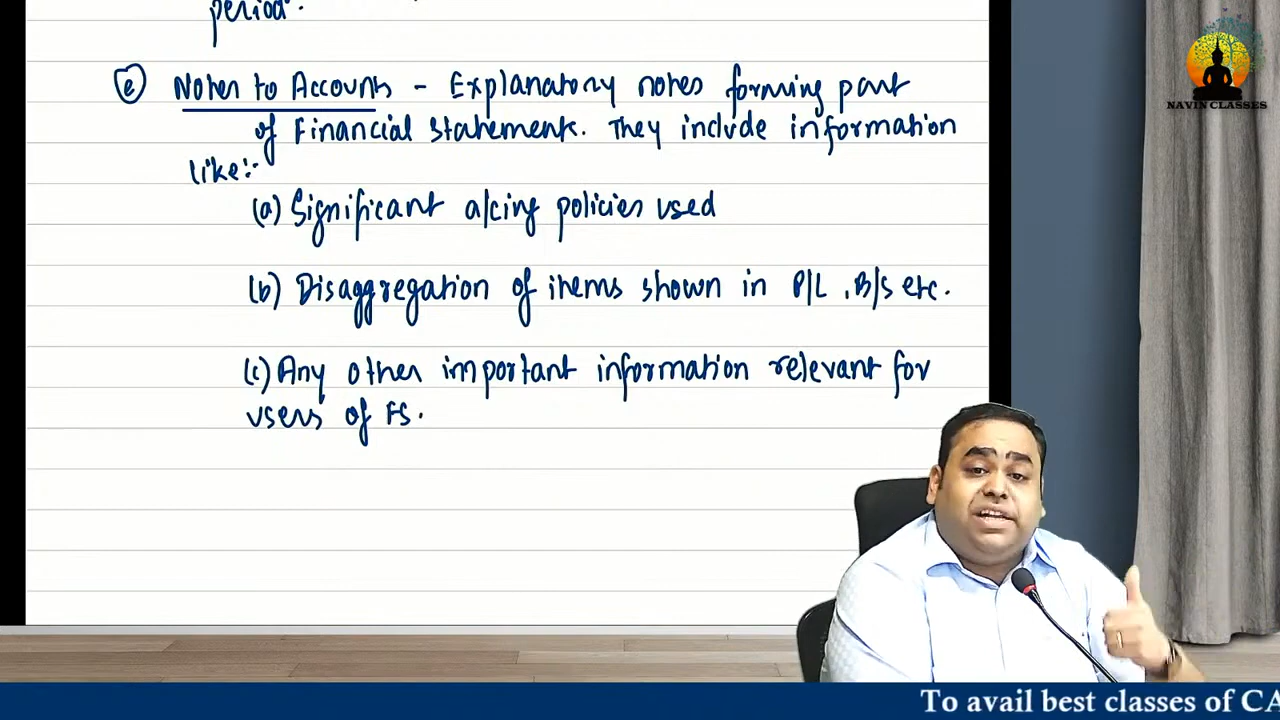 period.
NAVIN CLASSES
(e) Notes to Accounts - Explanatory notes forming part
of Financial Statements. They include information
like:-
(a) Significant a/cing policies used
(b) Disaggregation of items shown in P/L, B/S etc.
(c) Any other important information relevant for
users of FS.
To avail best classes of CA